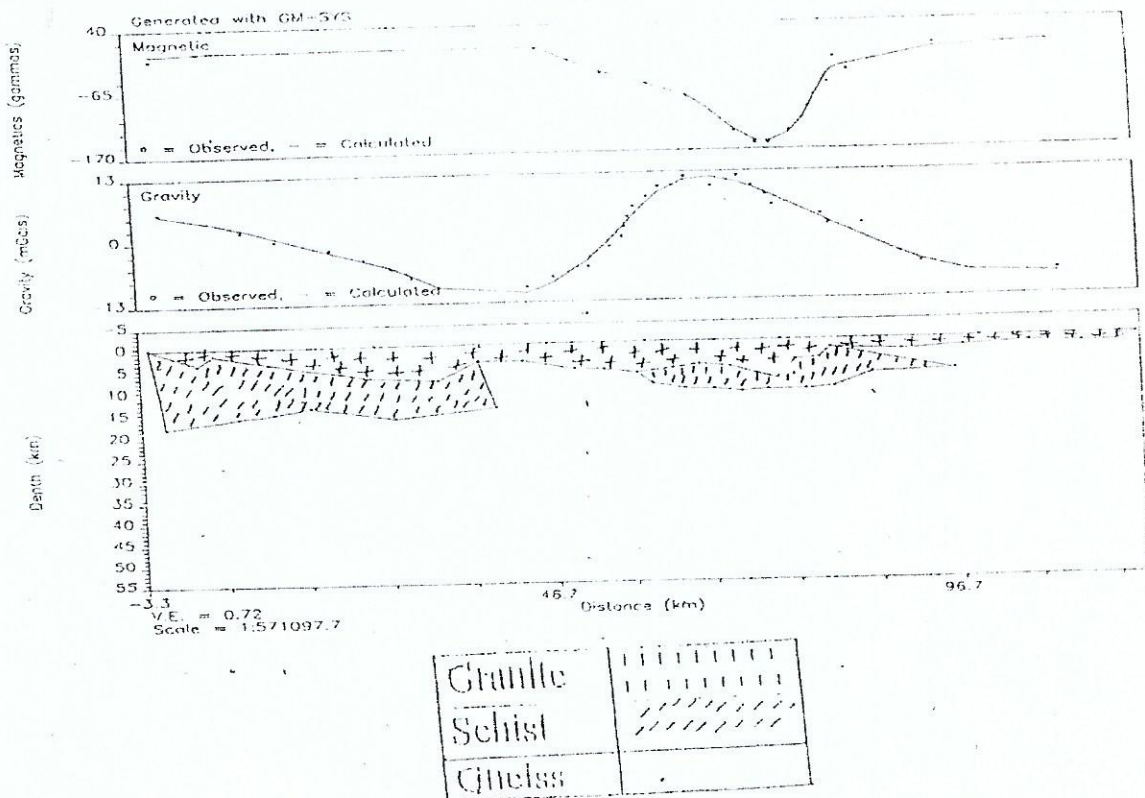 Generated with GM-SYS
Magnetics (gammas)
40
-65
-170
Magnetic
o = Observed, - = Calculated
Gravity (mGals)
13
0
-13
Gravity
o = Observed, - = Calculated
Depth (km)
-5
0
5
10
15
20
25
30
35
40
45
50
55
-3.3
46.7
96.7
Distance (km)
V.E. = 0.72
Scale = 1:571097.7
Granite
Schist
Gneiss